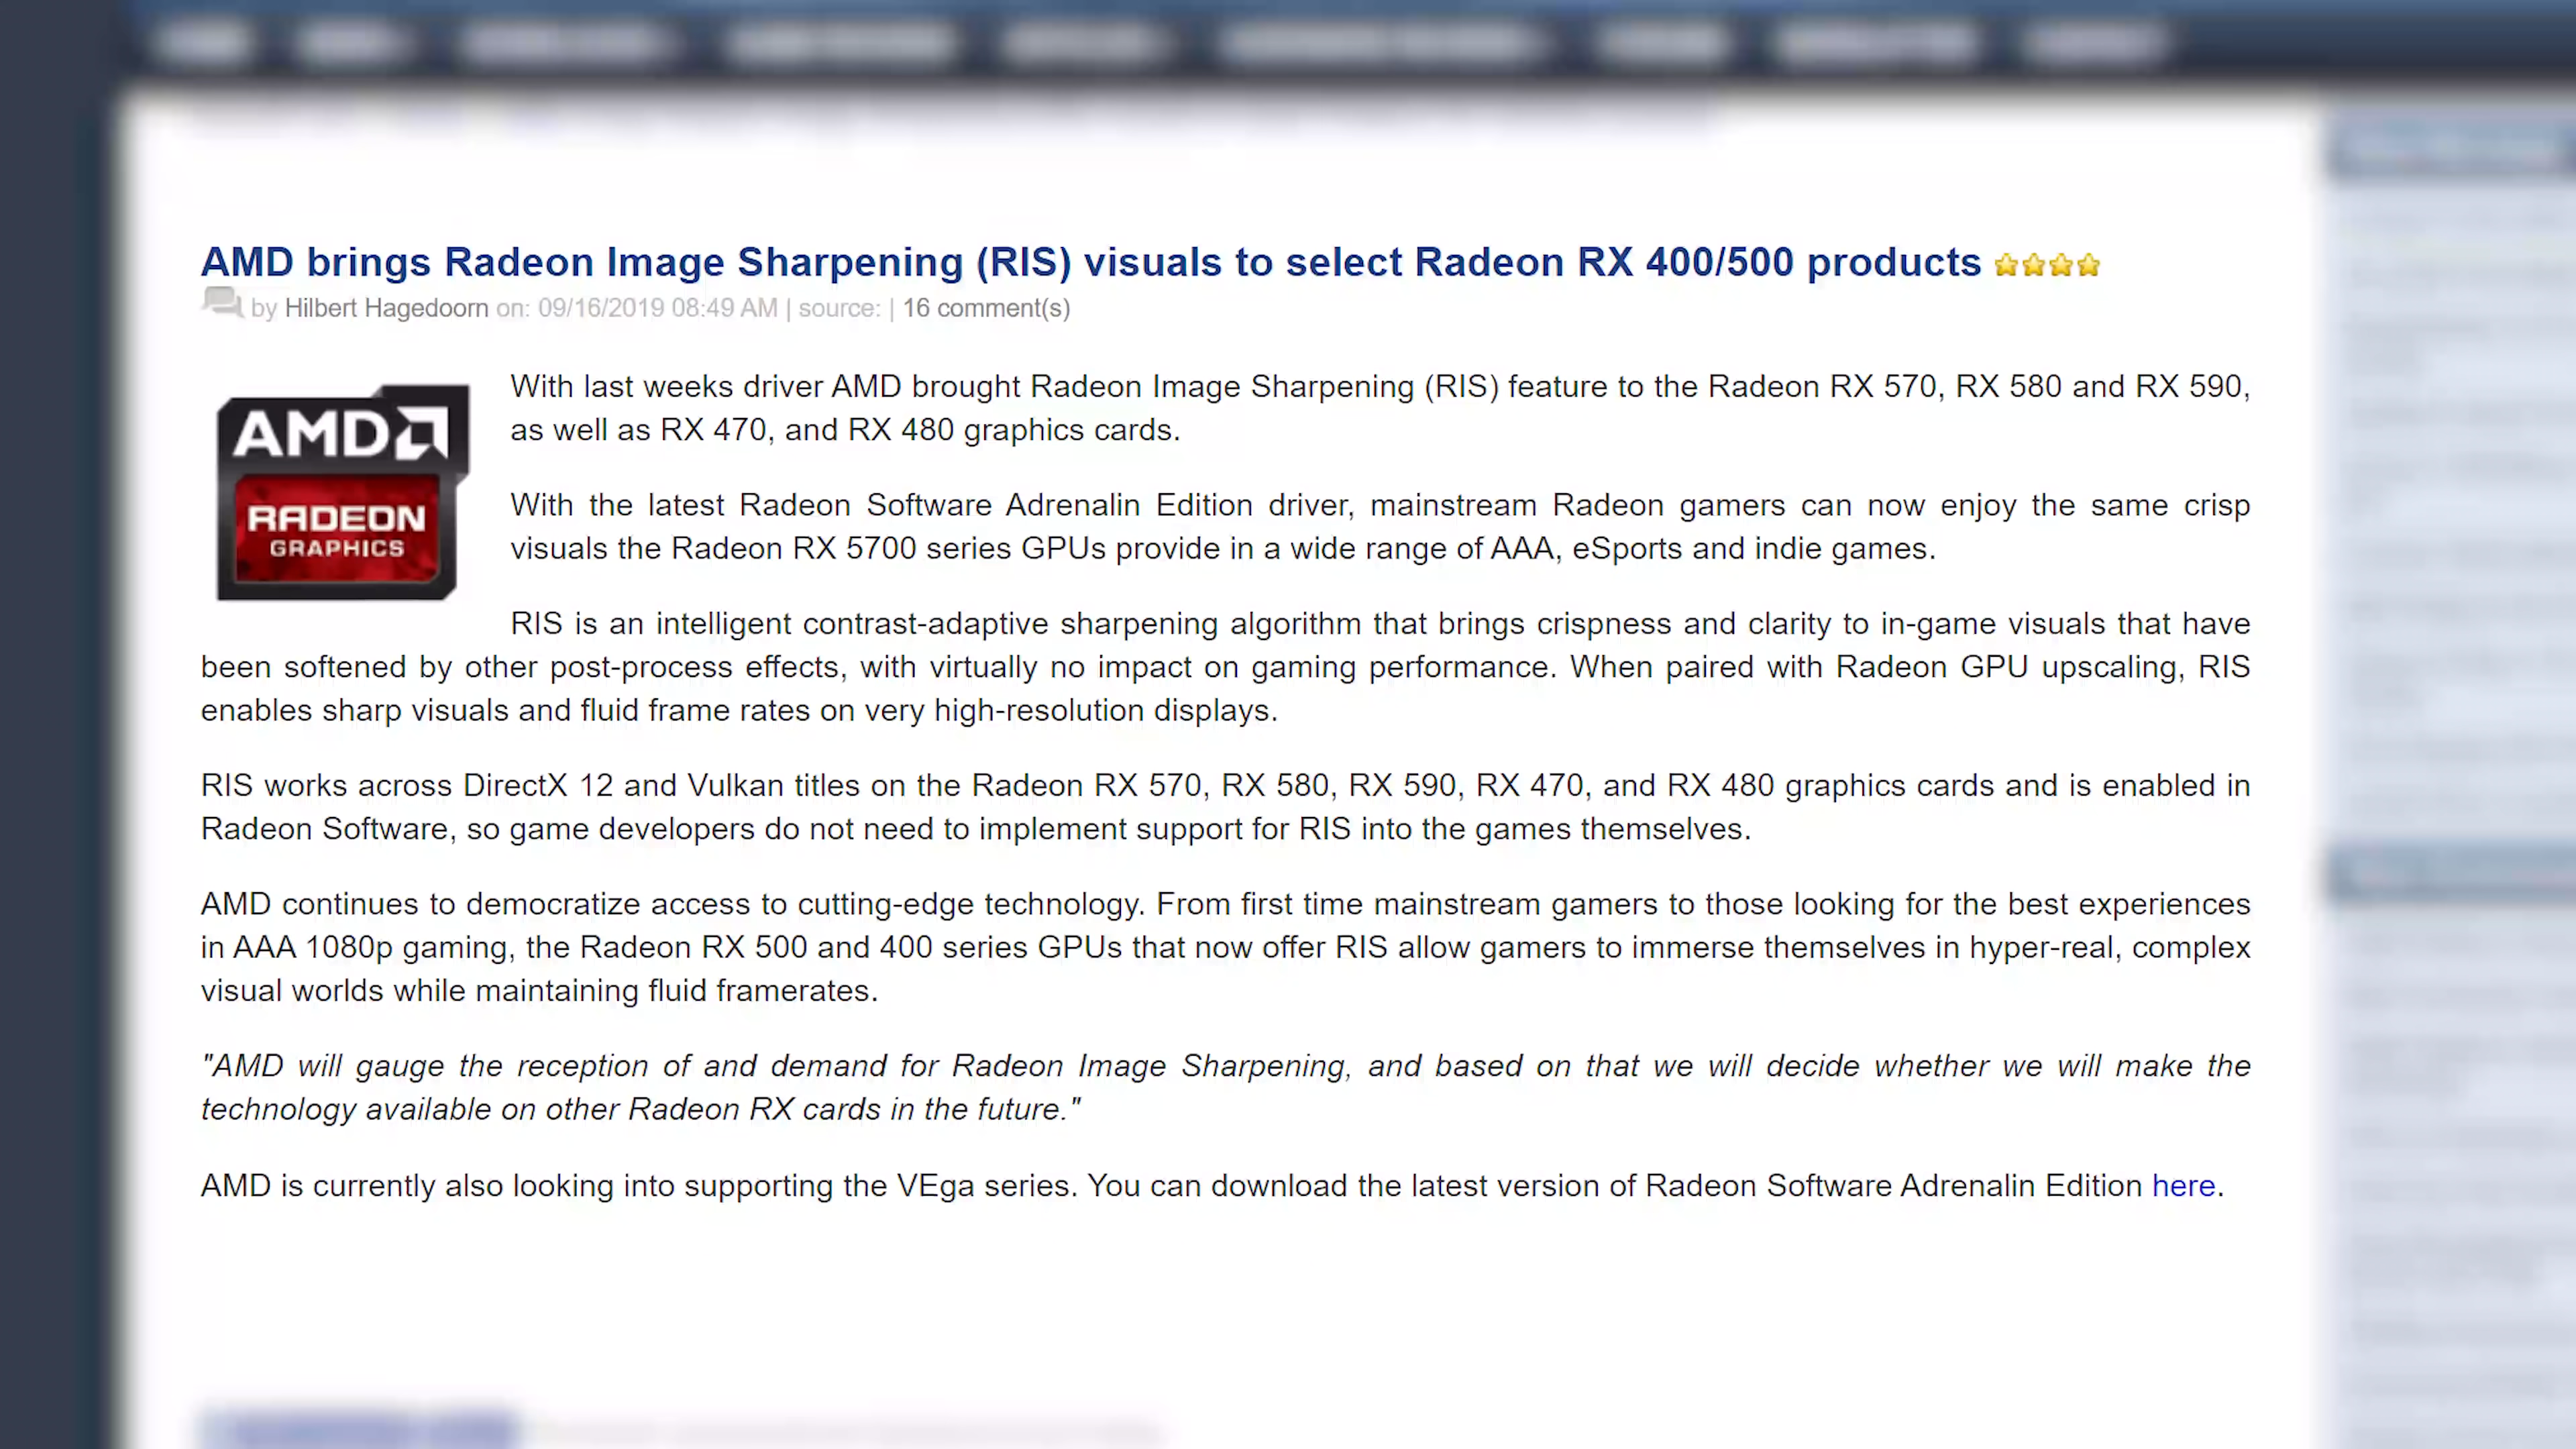 AMD brings Radeon Image Sharpening (RIS) visuals to select Radeon RX 400/500 products
by Hilbert Hagedoorn on: 09/16/2019 08:49 AM | source: | 16 comment(s)
AMD
RADEON
GRAPHICS
With last weeks driver AMD brought Radeon Image Sharpening (RIS) feature to the Radeon RX 570, RX 580 and RX 590,
as well as RX 470, and RX 480 graphics cards.
With the latest Radeon Software Adrenalin Edition driver, mainstream Radeon gamers can now enjoy the same crisp
visuals the Radeon RX 5700 series GPUs provide in a wide range of AAA, eSports and indie games.
RIS is an intelligent contrast-adaptive sharpening algorithm that brings crispness and clarity to in-game visuals that have
been softened by other post-process effects, with virtually no impact on gaming performance. When paired with Radeon GPU upscaling, RIS
enables sharp visuals and fluid frame rates on very high-resolution displays.
RIS works across DirectX 12 and Vulkan titles on the Radeon RX 570, RX 580, RX 590, RX 470, and RX 480 graphics cards and is enabled in
Radeon Software, so game developers do not need to implement support for RIS into the games themselves.
AMD continues to democratize access to cutting-edge technology. From first time mainstream gamers to those looking for the best experiences
in AAA 1080p gaming, the Radeon RX 500 and 400 series GPUs that now offer RIS allow gamers to immerse themselves in hyper-real, complex
visual worlds while maintaining fluid framerates.
"AMD will gauge the reception of and demand for Radeon Image Sharpening, and based on that we will decide whether we will make the
technology available on other Radeon RX cards in the future."
AMD is currently also looking into supporting the VEga series. You can download the latest version of Radeon Software Adrenalin Edition here.